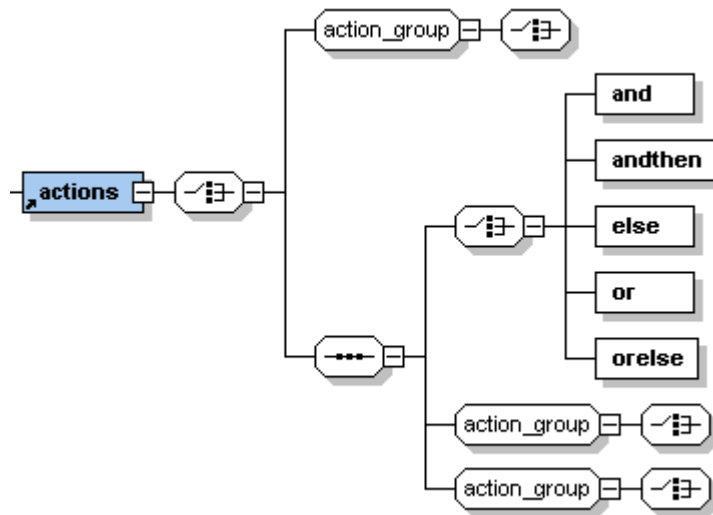 action_group
and
andthen
actions
else
or
orelse
action_group
action_group